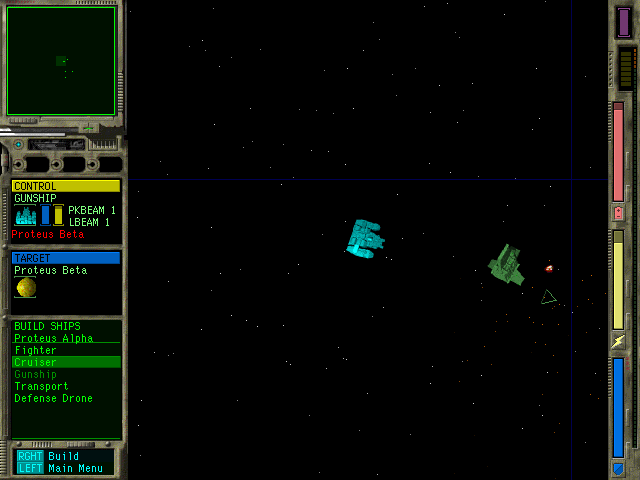 CONTROL
GUNSHIP
PKBEAM 1
LBEAM 1
Proteus Beta
TARGET
Proteus Beta
BUILD SHIPS
Proteus Alpha
Fighter
Cruiser
Gunship
Transport
Defense Drone
RGHT Build
LEFT Main Menu